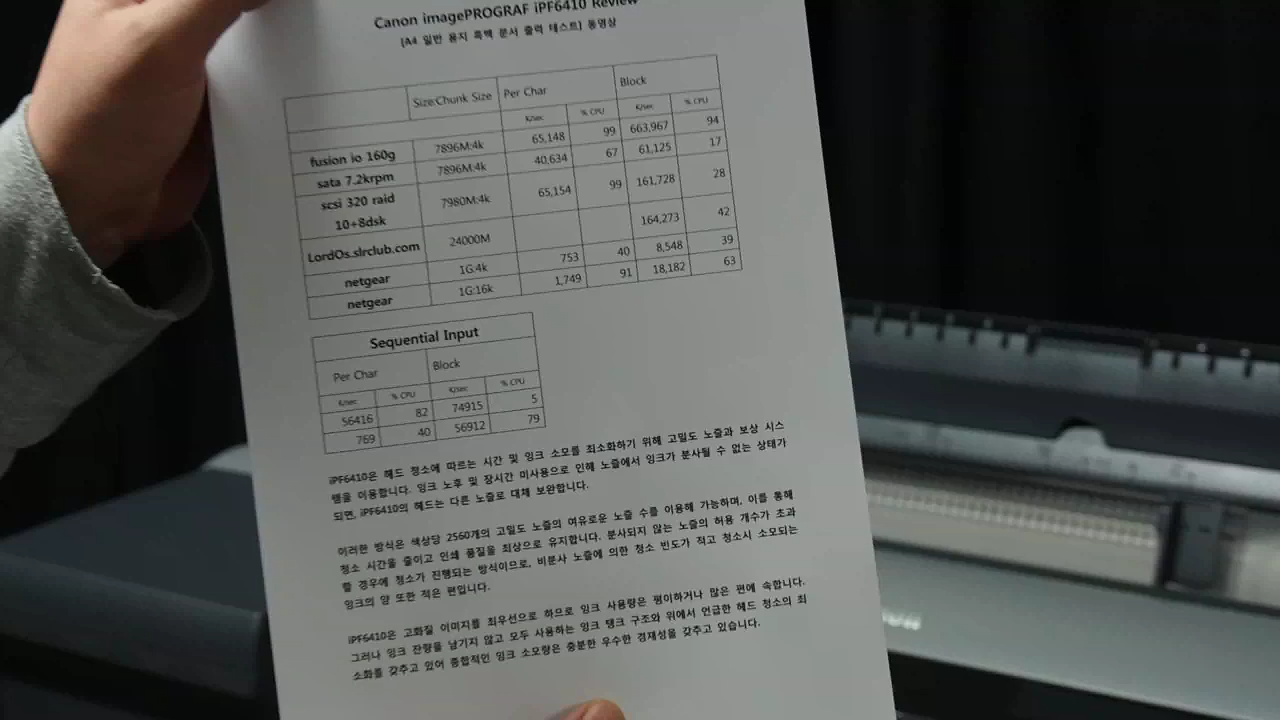 Canon imagePROGRAF iPF6410 Review
[A4 일반 용지 흑백 문서 출력 테스트] 동영상
Size:Chunk Size Per Char Block
K/sec % CPU K/sec % CPU
fusion io 160g 7896M:4k 65,148 99 663,967 94
sata 7.2krpm 7896M:4k 40,634 67 61,125 17
scsi 320 raid
10+8dsk 7980M:4k 65,154 99 161,728 28
LordOs.slrclub.com 24000M 164,273 42
netgear 1G:4k 753 40 8,548 39
netgear 1G:16k 1,749 91 18,182 63
Sequential Input
Per Char Block
K/sec % CPU K/sec % CPU
56416 82 74915 5
769 40 56912 79
iPF6410은 헤드 청소에 따르는 시간 및 잉크 소모를 최소화하기 위해 고밀도 노즐과 보상 시스
템을 이용합니다. 잉크 노후 및 장시간 미사용으로 인해 노즐에서 잉크가 분사될 수 없는 상태가
되면, iPF6410의 헤드는 다른 노즐로 대체 보완합니다.
이러한 방식은 색상당 2560개의 고밀도 노즐의 여유로운 노즐 수를 이용해 가능하며, 이를 통해
청소 시간을 줄이고 인쇄 품질을 최상으로 유지합니다. 분사되지 않는 노즐의 허용 개수가 초과
할 경우에 청소가 진행되는 방식이므로, 비분사 노즐에 의한 청소 빈도가 적고 청소시 소모되는
잉크의 양 또한 적은 편입니다.
iPF6410은 고화질 이미지를 최우선으로 하므로 잉크 사용량은 평이하거나 많은 편에 속합니다.
그러나 잉크 잔량을 남기지 않고 모두 사용하는 잉크 탱크 구조와 위에서 언급한 헤드 청소의 최
소화를 갖추고 있어 종합적인 잉크 소모량은 충분한 우수한 경재성을 갖추고 있습니다.